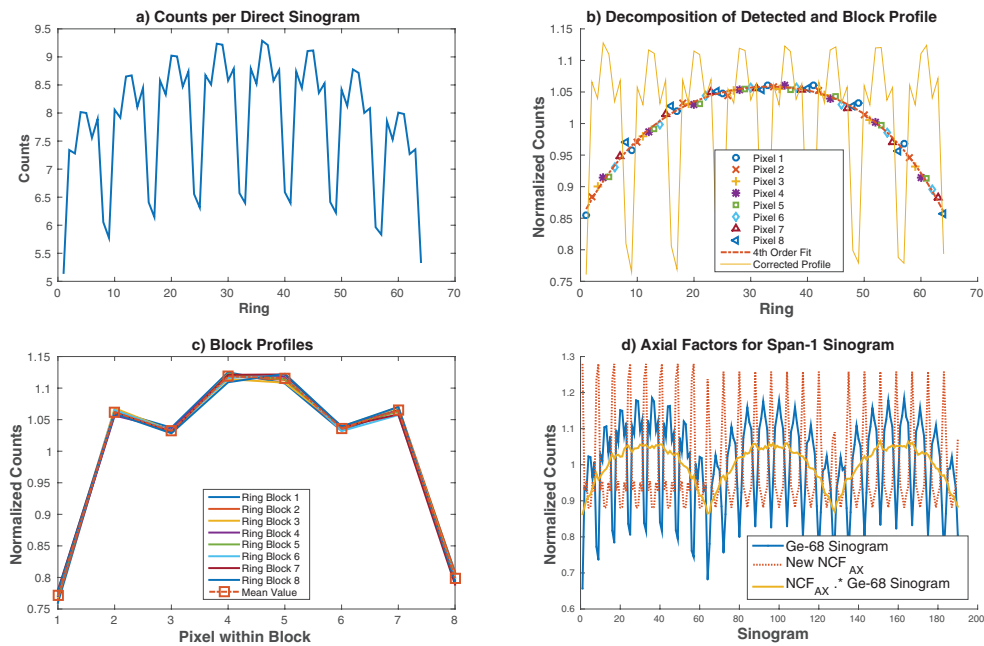 a) Counts per Direct Sinogram
9.5
9
8.5
8
7.5
7
6.5
6
5.5
5
Counts
0 10 20 30 40 50 60 70
Ring
b) Decomposition of Detected and Block Profile
1.15
1.1
1.05
1
0.95
0.9
0.85
0.8
0.75
Normalized Counts
Pixel 1
Pixel 2
Pixel 3
Pixel 4
Pixel 5
Pixel 6
Pixel 7
Pixel 8
4th Order Fit
Corrected Profile
0 10 20 30 40 50 60 70
Ring
c) Block Profiles
1.15
1.1
1.05
1
0.95
0.9
0.85
0.8
0.75
Normalized Counts
Ring Block 1
Ring Block 2
Ring Block 3
Ring Block 4
Ring Block 5
Ring Block 6
Ring Block 7
Ring Block 8
Mean Value
1 2 3 4 5 6 7 8
Pixel within Block
d) Axial Factors for Span-1 Sinogram
1.3
1.2
1.1
1
0.9
0.8
0.7
0.6
Normalized Counts
Ge-68 Sinogram
New NCF AX
NCF AX .* Ge-68 Sinogram
0 20 40 60 80 100 120 140 160 180 200
Sinogram